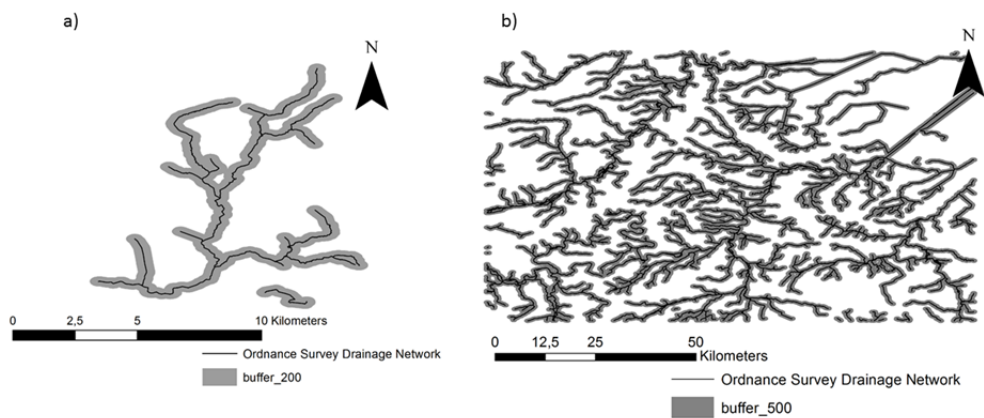 a)
N
0 2,5 5 10 Kilometers
Ordnance Survey Drainage Network
buffer_200
b)
N
0 12,5 25 50 Kilometers
Ordnance Survey Drainage Network
buffer_500